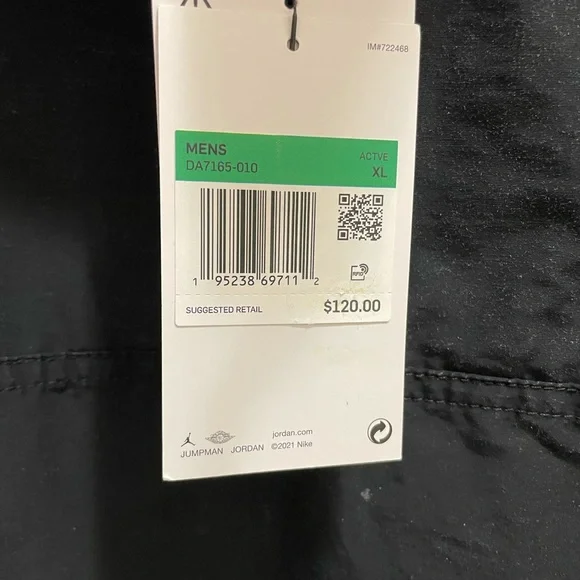 IM#722468
MENS
DA7165-010
ACTVE
XL
1 95238 69711 2
RFID
SUGGESTED RETAIL
$120.00
jordan.com
JUMPMAN JORDAN ©2021 Nike